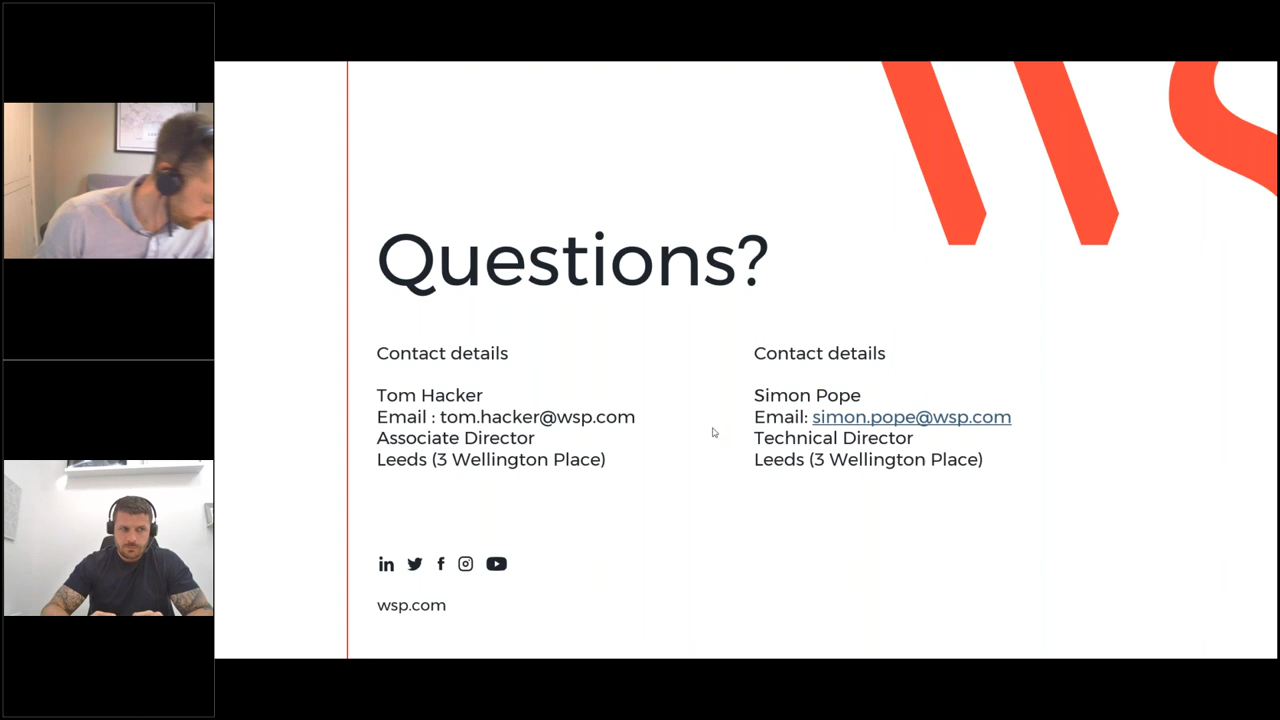 Questions?
Contact details
Tom Hacker
Email : tom.hacker@wsp.com
Associate Director
Leeds (3 Wellington Place)
Contact details
Simon Pope
Email: simon.pope@wsp.com
Technical Director
Leeds (3 Wellington Place)
wsp.com